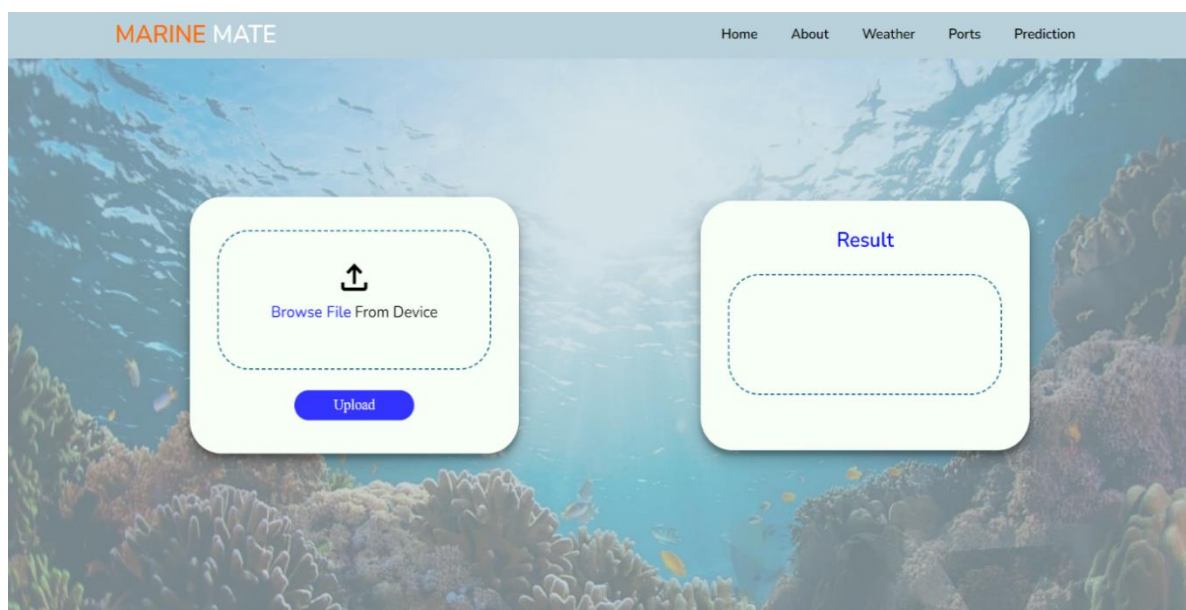 MARINE MATE
Home About Weather Ports Prediction
Browse File From Device
Upload
Result